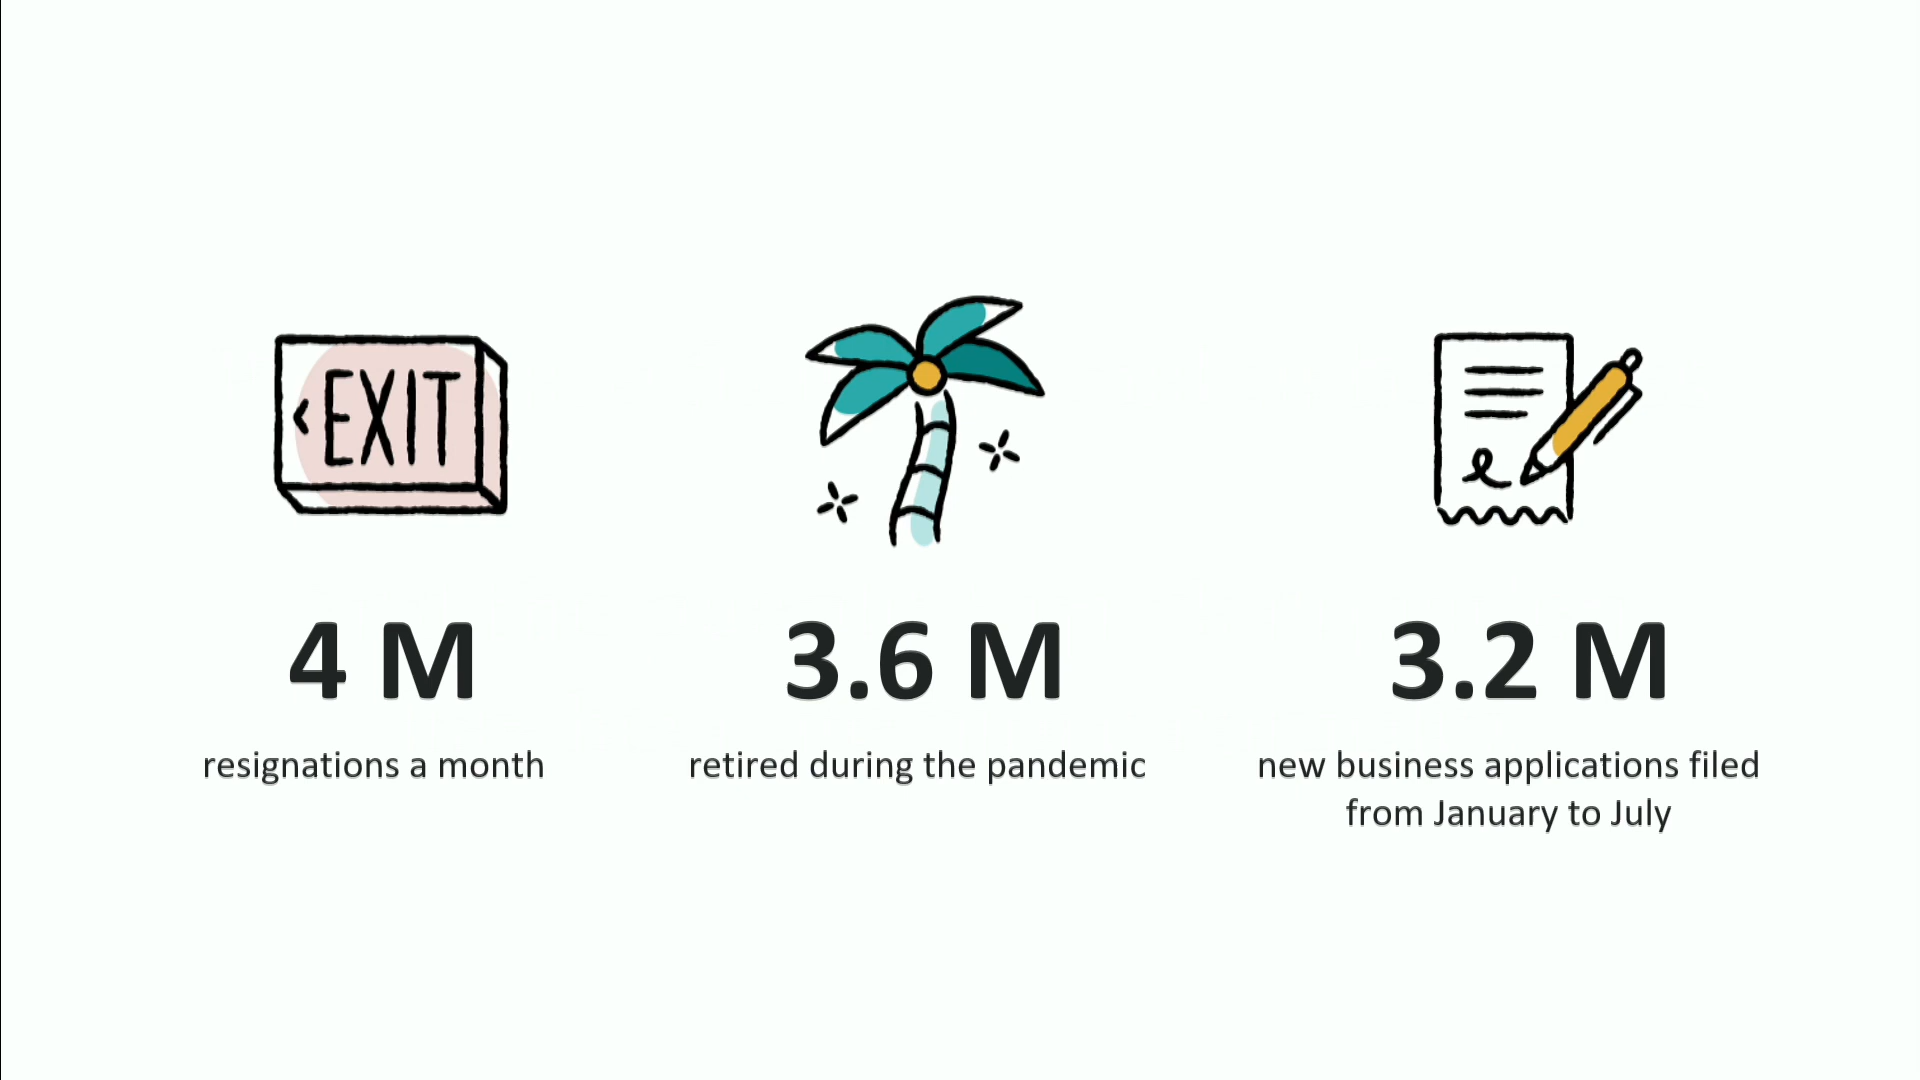 <EXIT
4 M
resignations a month
3.6 M
retired during the pandemic
3.2 M
new business applications filed
from January to July